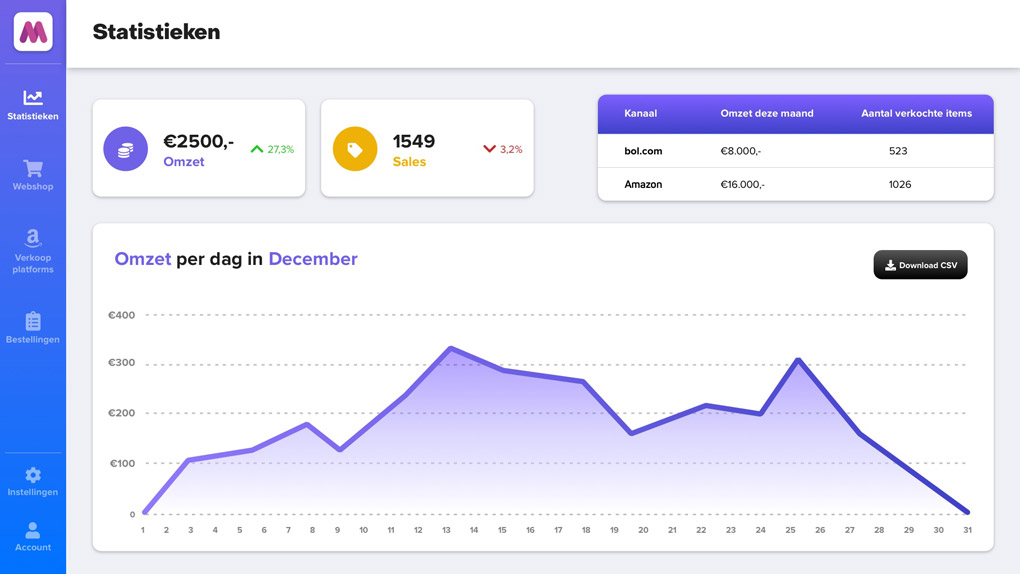 Statistieken
Statistieken
Webshop
Verkoop
platforms
Bestellingen
Instellingen
Account
€2500,-
Omzet
27,3%
1549
Sales
3,2%
Kanaal Omzet deze maand Aantal verkochte items
bol.com €8.000,- 523
Amazon €16.000,- 1026
Omzet per dag in December
Download CSV
€400
€300
€200
€100
0
1 2 3 4 5 6 7 8 9 10 11 12 13 14 15 16 17 18 19 20 21 22 23 24 25 26 27 28 29 30 31